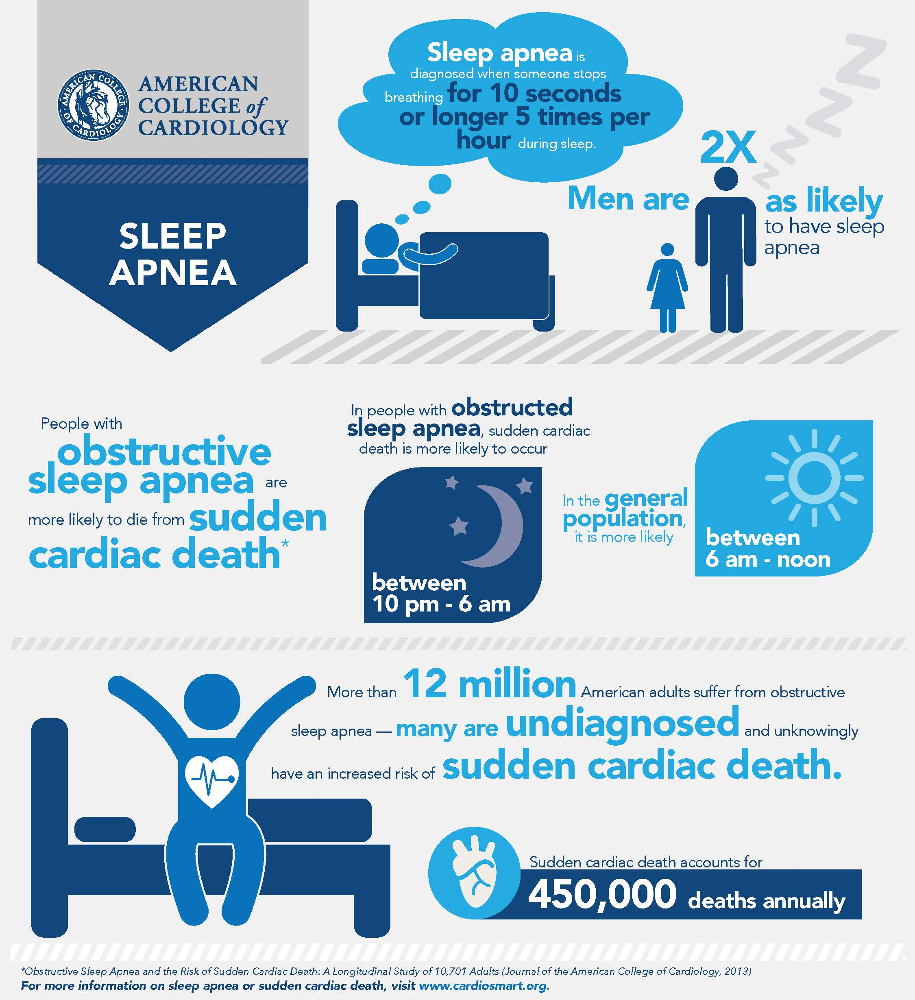 AMERICAN COLLEGE OF CARDIOLOGY
AMERICAN
COLLEGE of
CARDIOLOGY
SLEEP
APNEA
Sleep apnea is
diagnosed when someone stops
breathing for 10 seconds
or longer 5 times per
hour during sleep.
Z
Z
Z
Z
2X
Men are as likely
to have sleep
apnea
People with
obstructive
sleep apnea are
more likely to die from sudden
cardiac death*
In people with obstructed
sleep apnea, sudden cardiac
death is more likely to occur
between
10 pm - 6 am
In the general
population,
it is more likely
between
6 am - noon
More than 12 million American adults suffer from obstructive
sleep apnea — many are undiagnosed and unknowingly
have an increased risk of sudden cardiac death.
Sudden cardiac death accounts for
450,000 deaths annually
*Obstructive Sleep Apnea and the Risk of Sudden Cardiac Death: A Longitudinal Study of 10,701 Adults (Journal of the American College of Cardiology, 2013)
For more information on sleep apnea or sudden cardiac death, visit www.cardiosmart.org.